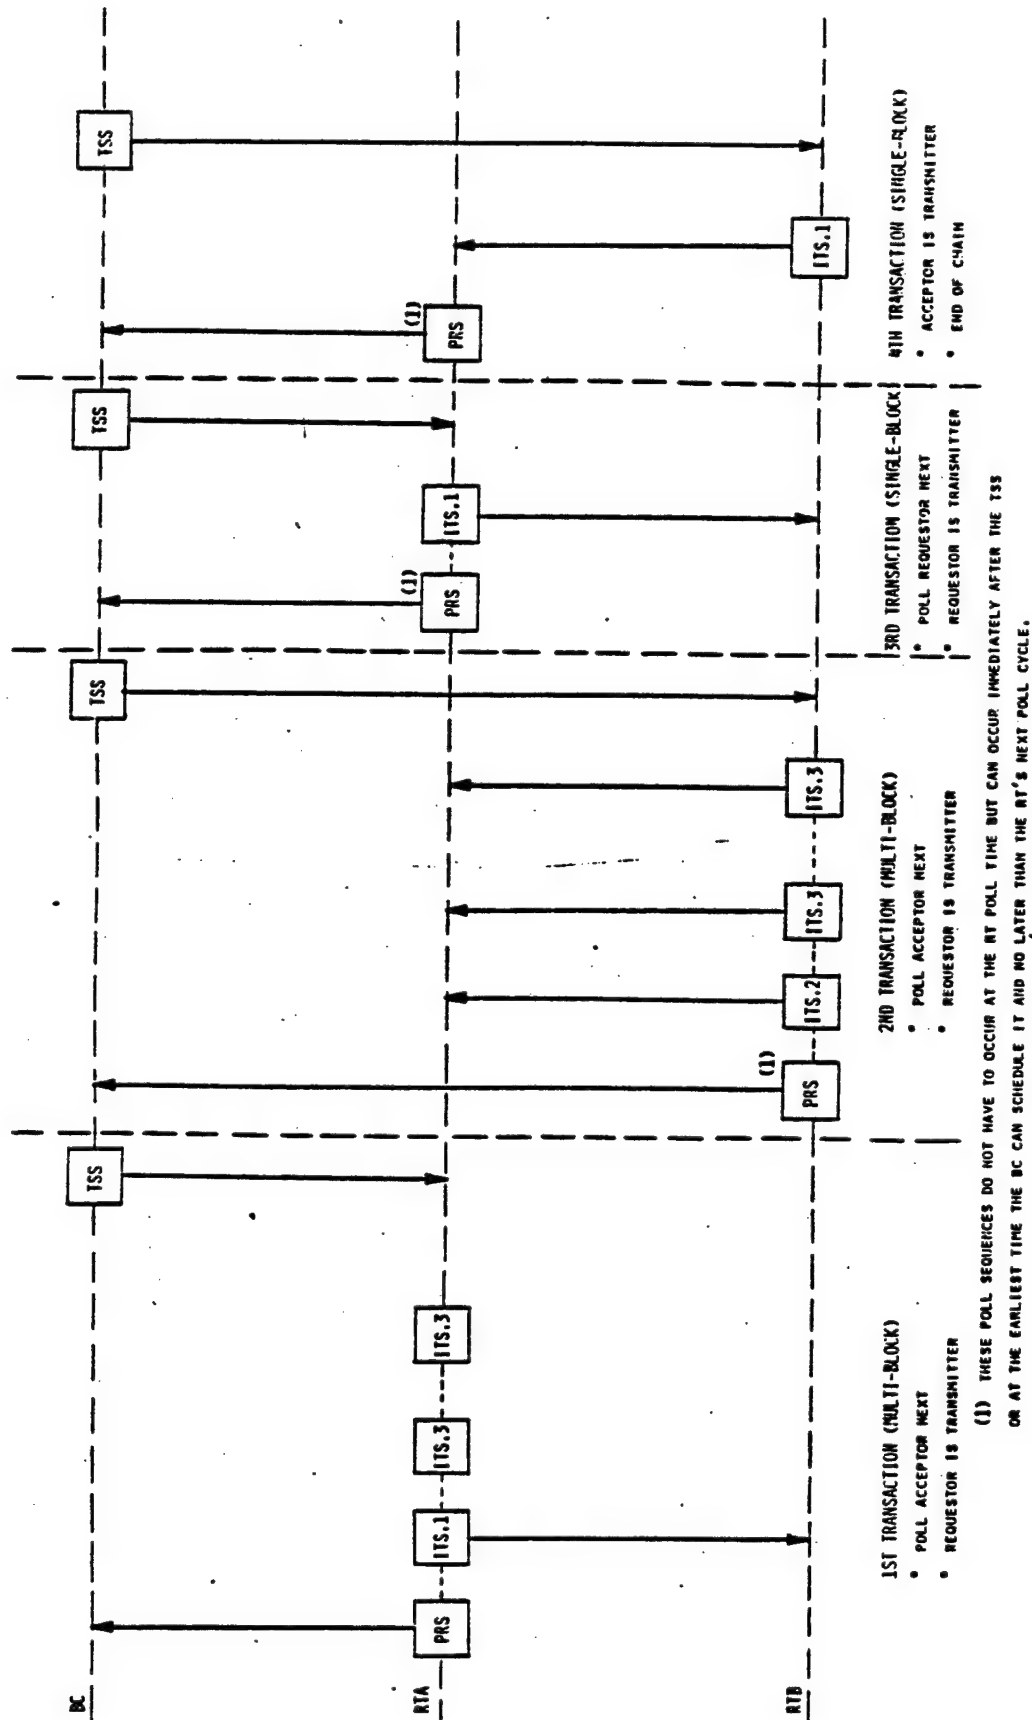 BC
RTA
RTB
PRS
ITS.1
ITS.3
ITS.3
TSS
1ST TRANSACTION (MULTI-BLOCK)
• POLL ACCEPTOR NEXT
• REQUESTOR IS TRANSMITTER
PRS
(1)
ITS.2
ITS.3
ITS.3
TSS
2ND TRANSACTION (MULTI-BLOCK)
• POLL ACCEPTOR NEXT
• REQUESTOR IS TRANSMITTER
PRS
(1)
ITS.1
TSS
3RD TRANSACTION (SINGLE-BLOCK)
• POLL REQUESTOR NEXT
• REQUESTOR IS TRANSMITTER
PRS
(1)
ITS.1
TSS
4TH TRANSACTION (SINGLE-BLOCK)
• ACCEPTOR IS TRANSMITTER
• END OF CHAIN
(1) THESE POLL SEQUENCES DO NOT HAVE TO OCCUR AT THE RT POLL TIME BUT CAN OCCUR IMMEDIATELY AFTER THE TSS
OR AT THE EARLIEST TIME THE BC CAN SCHEDULE IT AND NO LATER THAN THE RT'S NEXT POLL CYCLE.